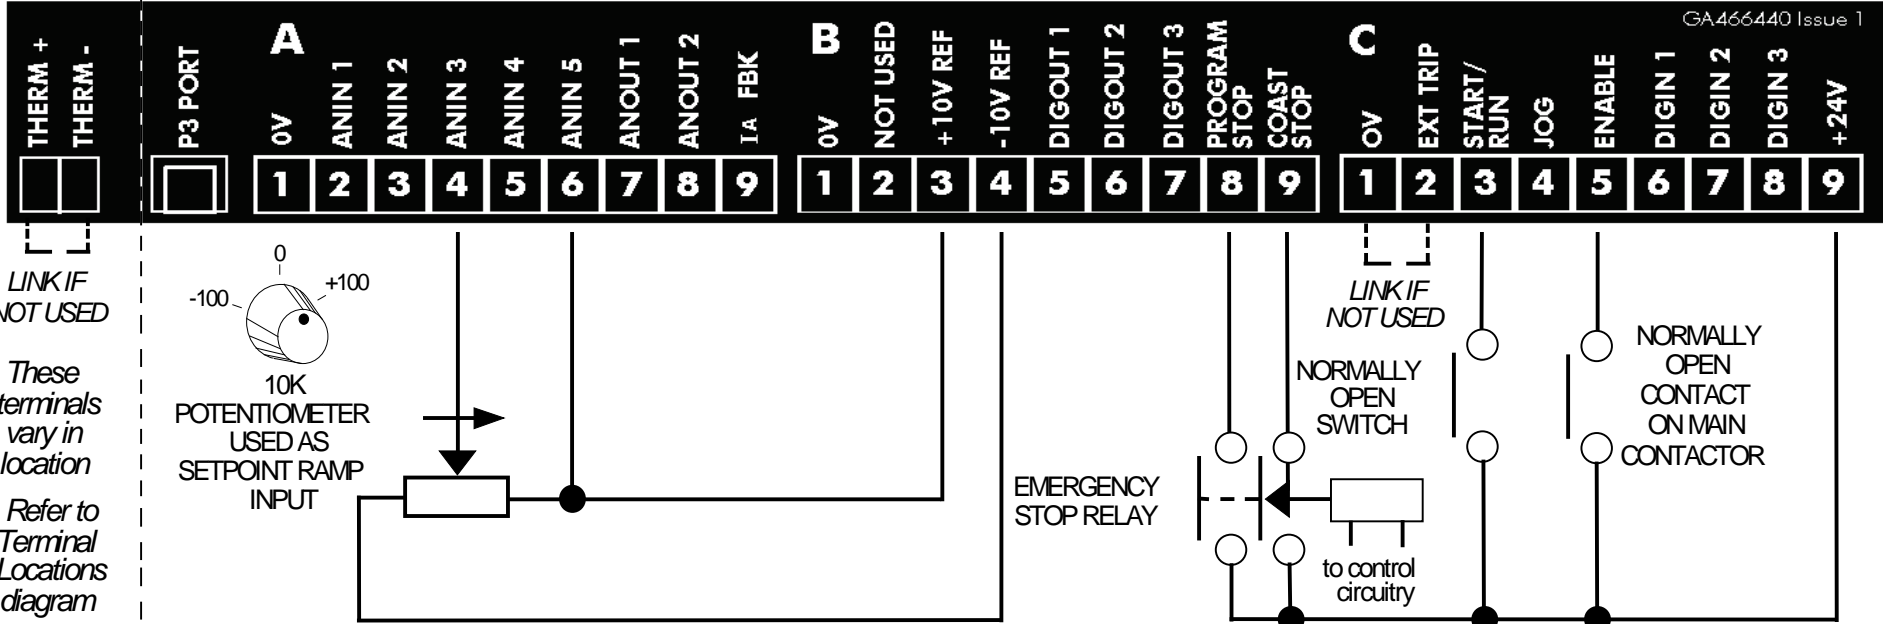 GA466440 Issue 1
THERM +
THERM -
P3 PORT
A
0V
ANIN 1
ANIN 2
ANIN 3
ANIN 4
ANIN 5
ANOUT 1
ANOUT 2
IA FBK
1 2 3 4 5 6 7 8 9
B
0V
NOT USED
+10V REF
-10V REF
DIGOUT 1
DIGOUT 2
DIGOUT 3
PROGRAM
STOP
COAST
STOP
1 2 3 4 5 6 7 8 9
C
OV
EXT TRIP
START/
RUN
JOG
ENABLE
DIGIN 1
DIGIN 2
DIGIN 3
+24V
1 2 3 4 5 6 7 8 9
LINK IF
NOT USED
These
terminals
vary in
location
Refer to
Terminal
Locations
diagram
0
-100
+100
10K
POTENTIOMETER
USED AS
SETPOINT RAMP
INPUT
EMERGENCY
STOP RELAY
to control
circuitry
LINK IF
NOT USED
NORMALLY
OPEN
SWITCH
NORMALLY
OPEN
CONTACT
ON MAIN
CONTACTOR